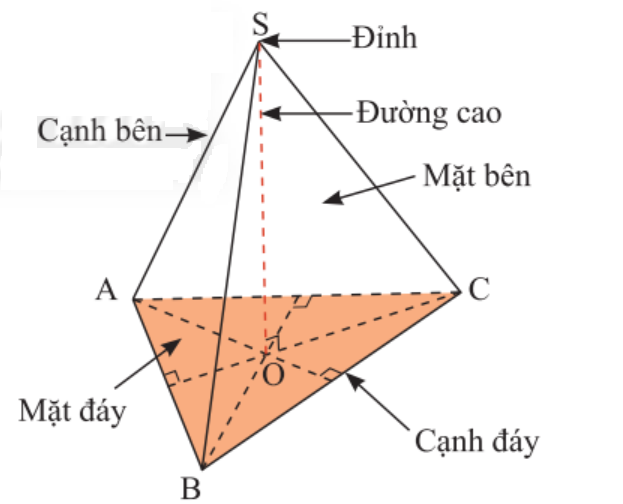 S
Đỉnh
Đường cao
Cạnh bên
Mặt bên
A
C
O
Mặt đáy
Cạnh đáy
B